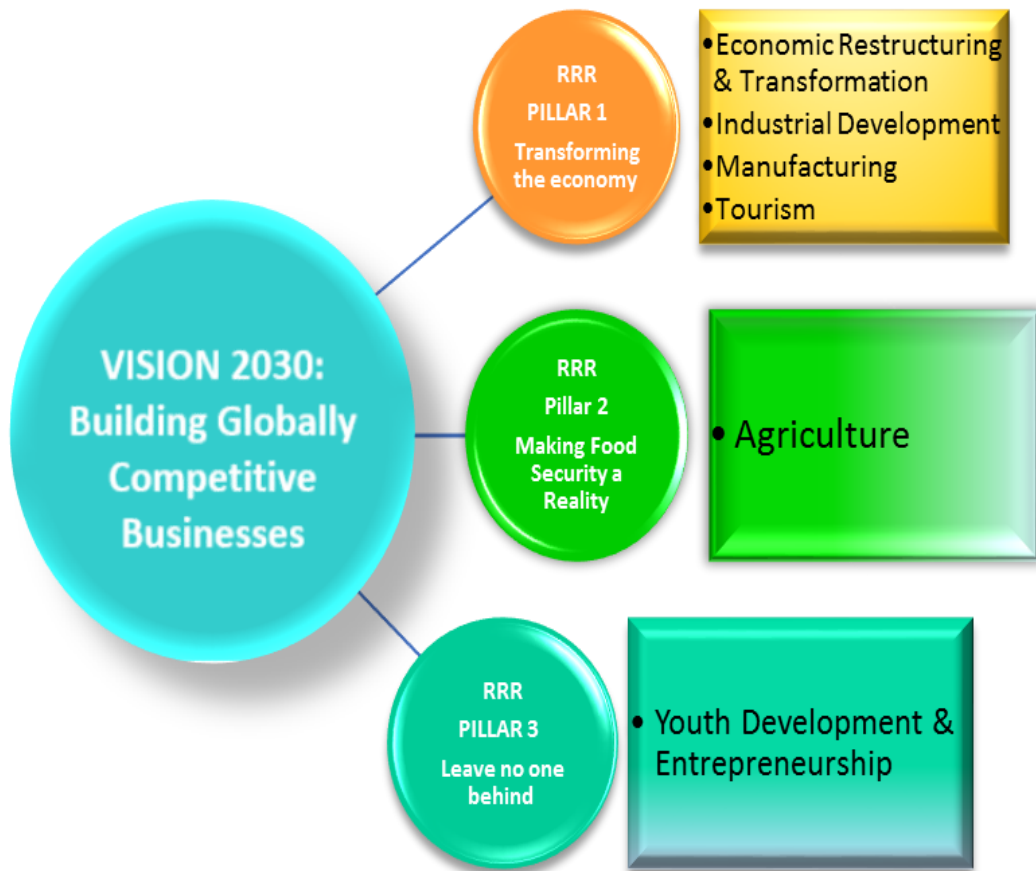 VISION 2030:
Building Globally
Competitive
Businesses
RRR
PILLAR 1
Transforming
the economy
•Economic Restructuring
& Transformation
•Industrial Development
•Manufacturing
•Tourism
RRR
Pillar 2
Making Food
Security a
Reality
• Agriculture
RRR
PILLAR 3
Leave no one
behind
• Youth Development &
Entrepreneurship